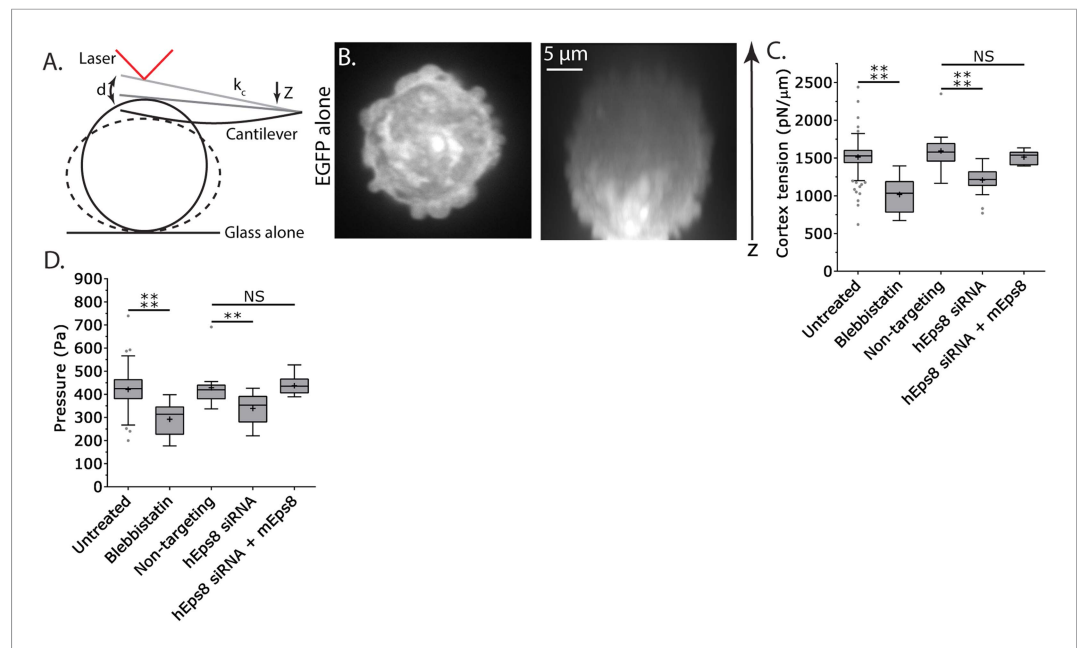 A.
Laser
d
k_c
Z
Cantilever
Glass alone
B.
EGFP alone
5 µm
Z
C.
Cortex tension (pN/µm)
2500
2000
1500
1000
500
0
**
**
**
**
NS
Untreated
Blebbistatin
Non-targeting
hEps8 siRNA
hEps8 siRNA + mEps8
D.
Pressure (Pa)
900
800
700
600
500
400
300
200
100
0
**
**
**
NS
Untreated
Blebbistatin
Non-targeting
hEps8 siRNA
hEps8 siRNA + mEps8